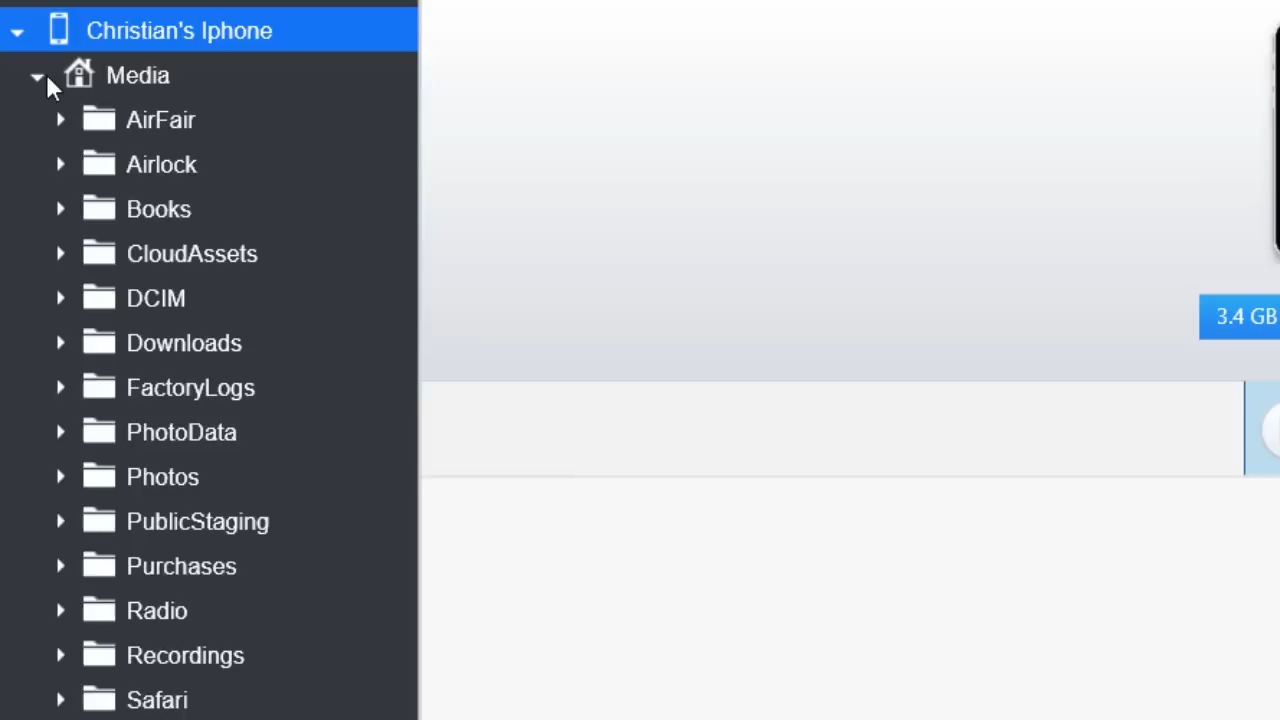 Christian's Iphone
Media
AirFair
Airlock
Books
CloudAssets
DCIM
Downloads
3.4 GB
FactoryLogs
PhotoData
Photos
PublicStaging
Purchases
Radio
Recordings
Safari